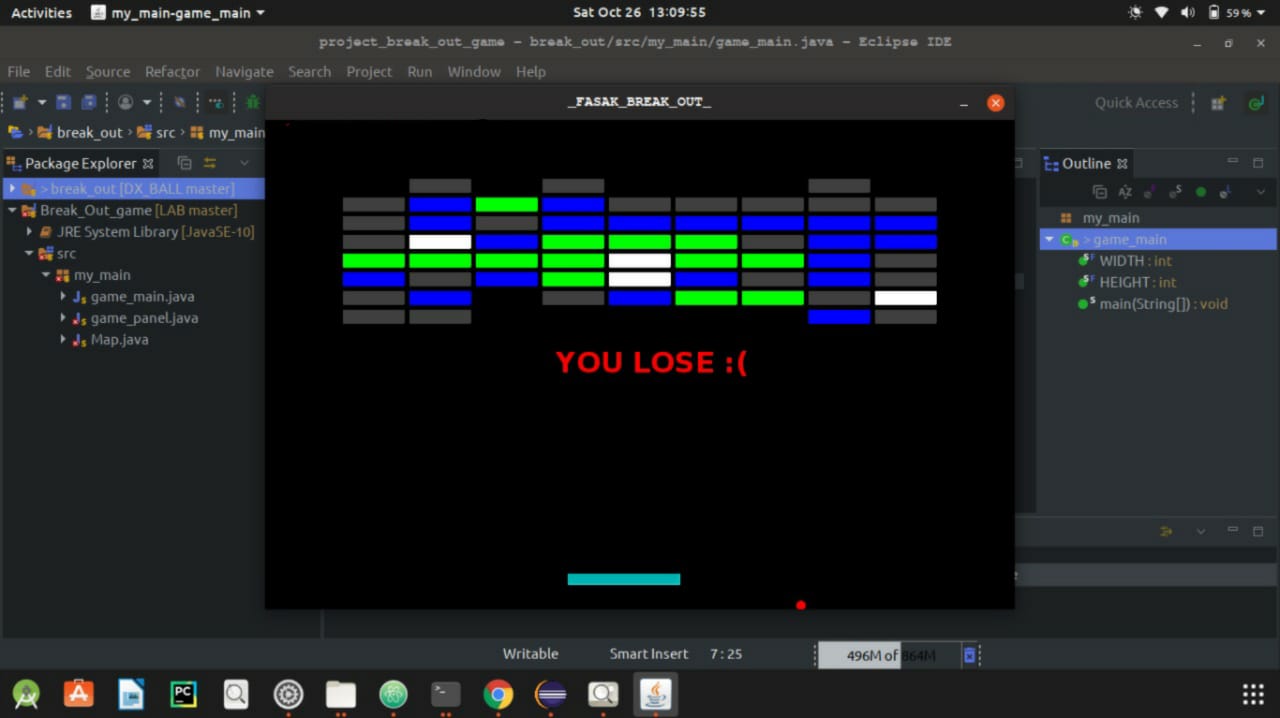 Activities my_main-game_main Sat Oct 26 13:09:55 59%
project_break_out_game - break_out/src/my_main/game_main.java - Eclipse IDE
File Edit Source Refactor Navigate Search Project Run Window Help
_FASAK_BREAK_OUT_
Quick Access
break_out src my_main
Package Explorer
> break_out [DX_BALL master]
Break_Out_game [LAB master]
JRE System Library [JavaSE-10]
src
my_main
game_main.java
game_panel.java
Map.java
YOU LOSE :(
Outline
my_main
> game_main
WIDTH : int
HEIGHT : int
main(String[]) : void
Writable Smart Insert 7 : 25 496M of 864M
PC